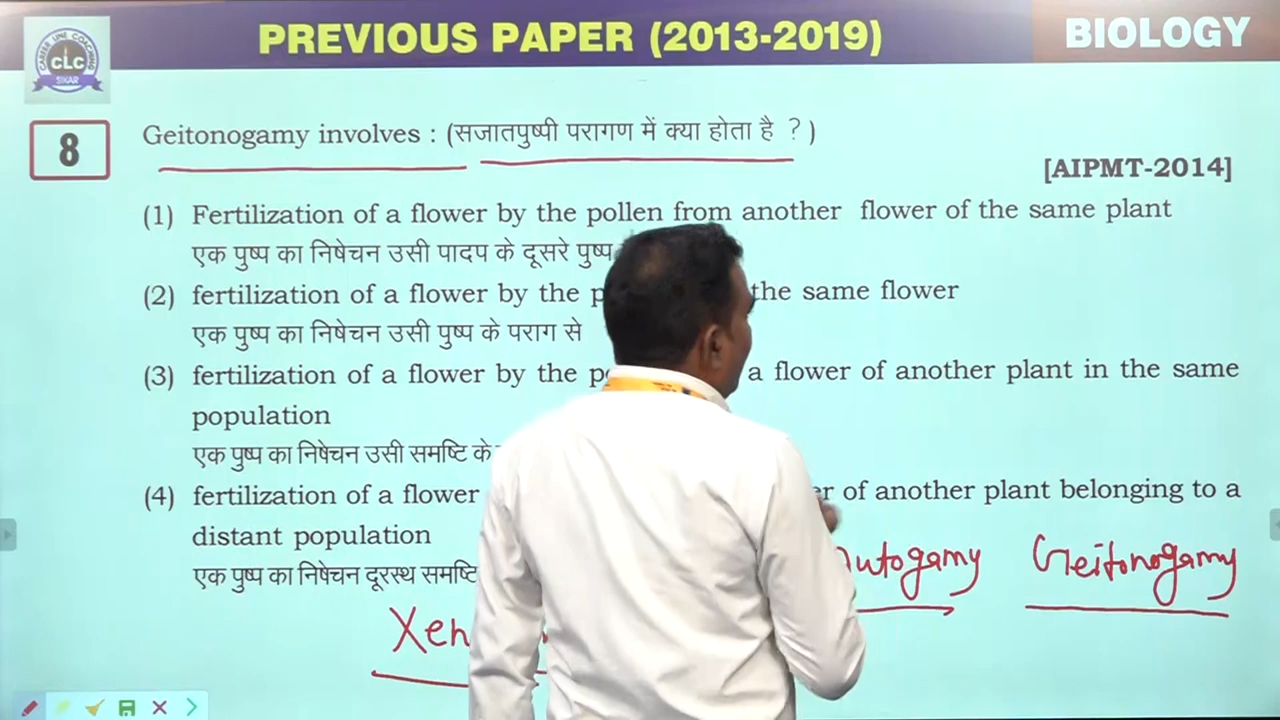 PREVIOUS PAPER (2013-2019)
BIOLOGY
CAREER LINE COACHING
CLC
SIKAR
8
Geitonogamy involves : (सजातपुष्पी परागण में क्या होता है ?)
[AIPMT-2014]
(1) Fertilization of a flower by the pollen from another flower of the same plant
एक पुष्प का निषेचन उसी पादप के दूसरे पुष्प
(2) fertilization of a flower by the the same flower
एक पुष्प का निषेचन उसी पुष्प के पराग से
(3) fertilization of a flower by the a flower of another plant in the same
population
एक पुष्प का निषेचन उसी समष्टि के
(4) fertilization of a flower of another plant belonging to a
distant population
एक पुष्प का निषेचन दूरस्थ समष्टि
Autogamy Geitonogamy